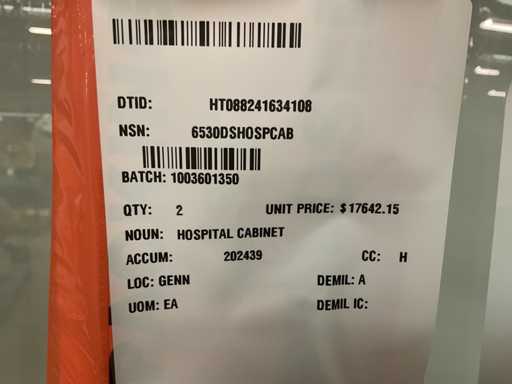 DTID: HT088241634108
NSN: 6530DSHOSPCAB
BATCH: 1003601350
QTY: 2 UNIT PRICE: $17642.15
NOUN: HOSPITAL CABINET
ACCUM: 202439 CC: H
LOC: GENN DEMIL: A
UOM: EA DEMIL IC: